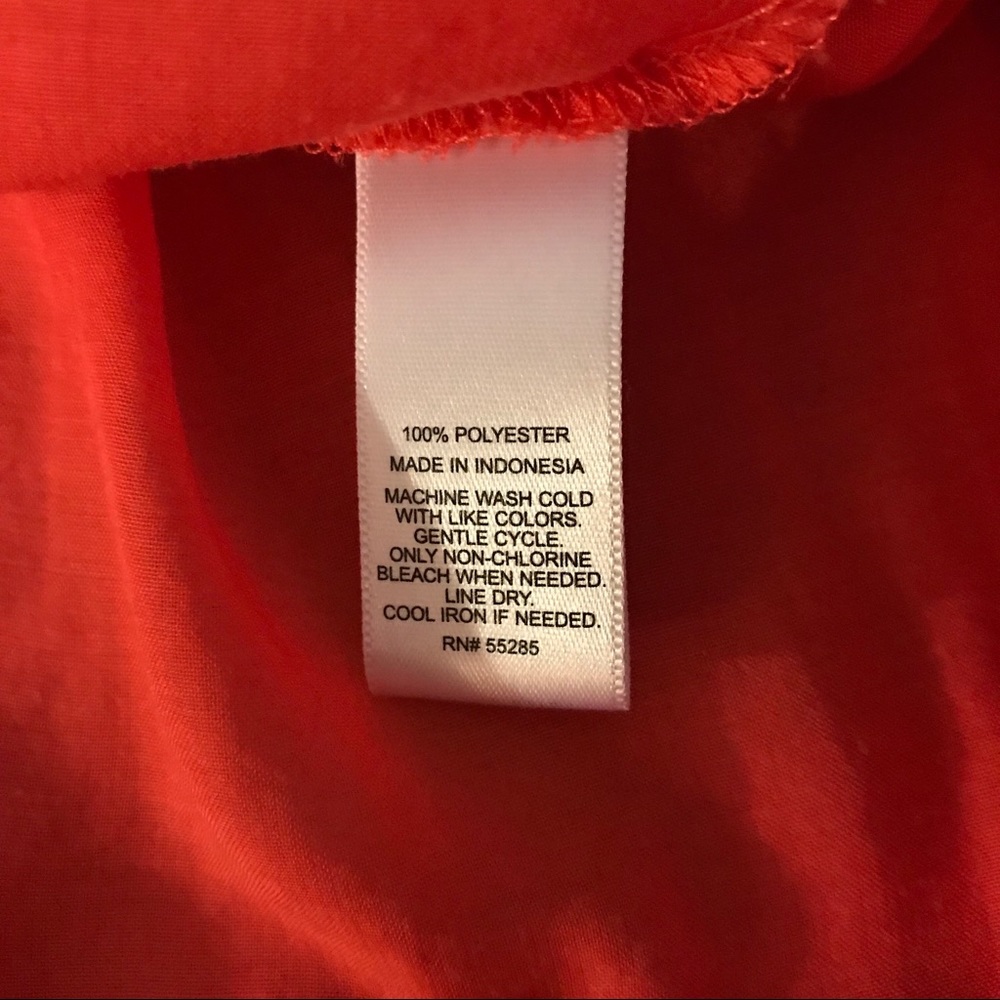 100% POLYESTER
MADE IN INDONESIA
MACHINE WASH COLD
WITH LIKE COLORS.
GENTLE CYCLE.
ONLY NON-CHLORINE
BLEACH WHEN NEEDED.
LINE DRY.
COOL IRON IF NEEDED.
RN# 55285